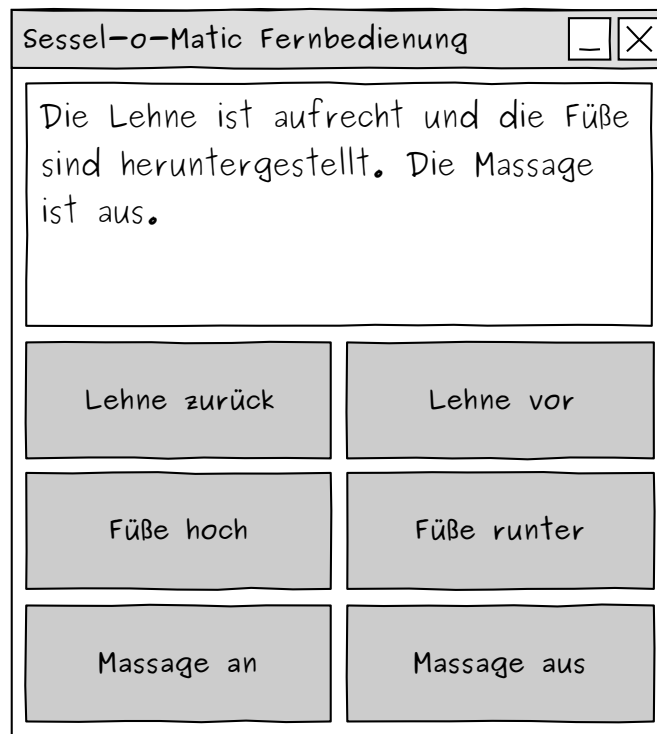 Sessel-o-Matic Fernbedienung
Die Lehne ist aufrecht und die Füße
sind heruntergestellt. Die Massage
ist aus.
Lehne zurück
Lehne vor
Füße hoch
Füße runter
Massage an
Massage aus